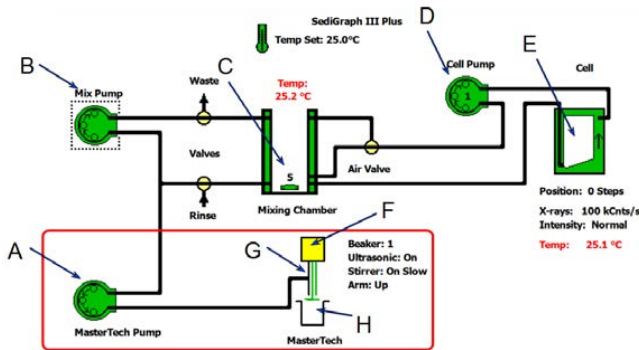 SediGraph III Plus
Temp Set: 25.0°C
D
B
C
E
Waste
Temp:
25.2 °C
Cell Pump
Cell
Mix Pump
1
Valves
Air Valve
S
Rinse
Mixing Chamber
Position: 0 Steps
X-rays: 100 kCnts/s
Intensity: Normal
Temp: 25.1 °C
F
A
G
Beaker: 1
Ultrasonic: On
Stirrer: On Slow
Arm: Up
H
MasterTech Pump
MasterTech